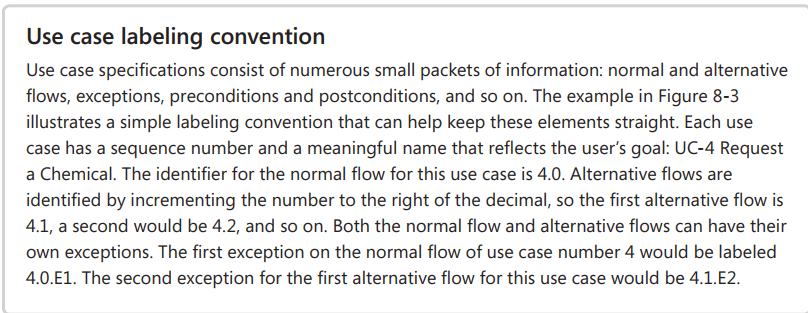 Use case labeling convention
Use case specifications consist of numerous small packets of information: normal and alternative
flows, exceptions, preconditions and postconditions, and so on. The example in Figure 8-3
illustrates a simple labeling convention that can help keep these elements straight. Each use
case has a sequence number and a meaningful name that reflects the user’s goal: UC-4 Request
a Chemical. The identifier for the normal flow for this use case is 4.0. Alternative flows are
identified by incrementing the number to the right of the decimal, so the first alternative flow is
4.1, a second would be 4.2, and so on. Both the normal flow and alternative flows can have their
own exceptions. The first exception on the normal flow of use case number 4 would be labeled
4.0.E1. The second exception for the first alternative flow for this use case would be 4.1.E2.